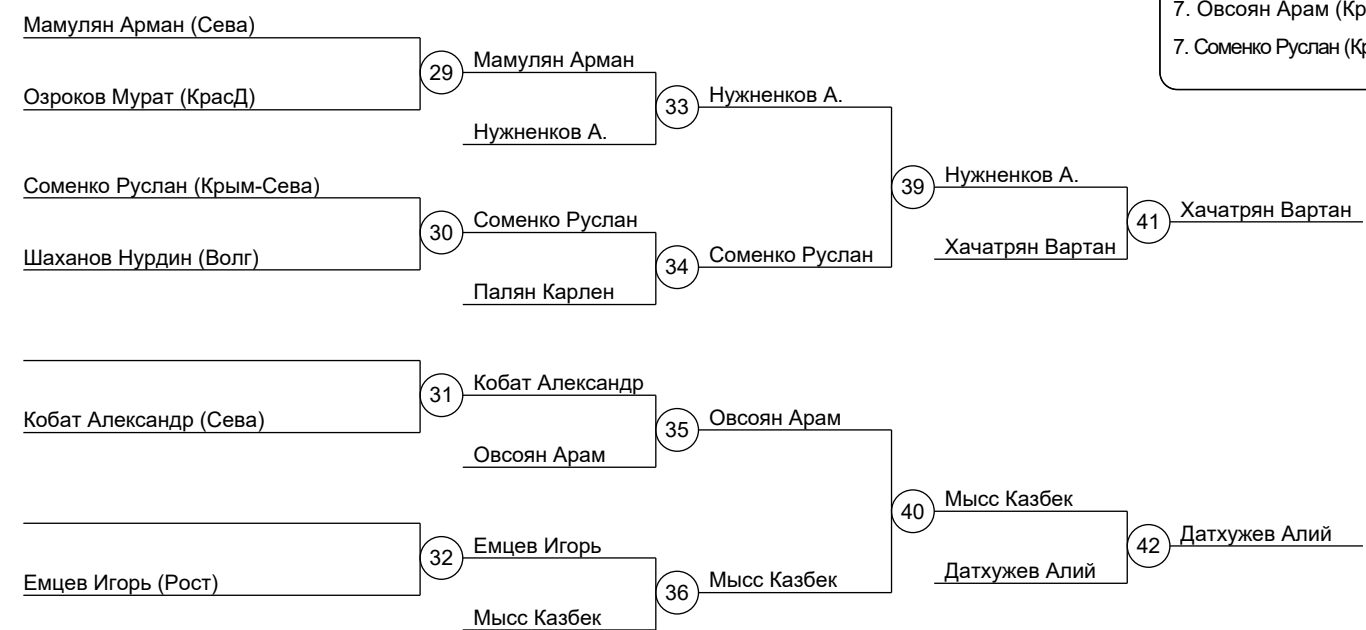 7. Овсоян Арам (Кр
7. Соменко Руслан (Кр
Мамулян Арман (Сева)
Озроков Мурат (КрасД)
29
Мамулян Арман
Нужненков А.
33
Нужненков А.
Соменко Руслан (Крым-Сева)
Шаханов Нурдин (Волг)
30
Соменко Руслан
Палян Карлен
34
Соменко Руслан
39
Нужненков А.
Хачатрян Вартан
41
Хачатрян Вартан
Кобат Александр (Сева)
31
Кобат Александр
Овсоян Арам
35
Овсоян Арам
Емцев Игорь (Рост)
32
Емцев Игорь
Мысс Казбек
36
Мысс Казбек
40
Мысс Казбек
Датхужев Алий
42
Датхужев Алий